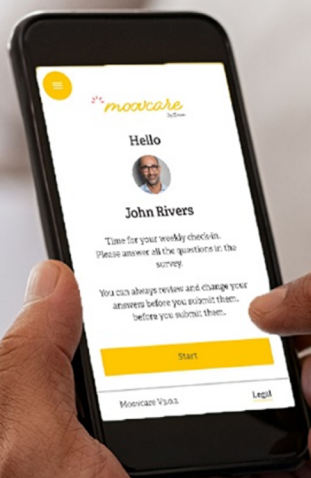 moovcare
Hello
John Rivers
Time for your weekly check-in.
Please answer all the questions in the
survey.
You can always review and change your
answers before you submit them,
before you submit them.
Start
Moovcare V3.0.2
Legal